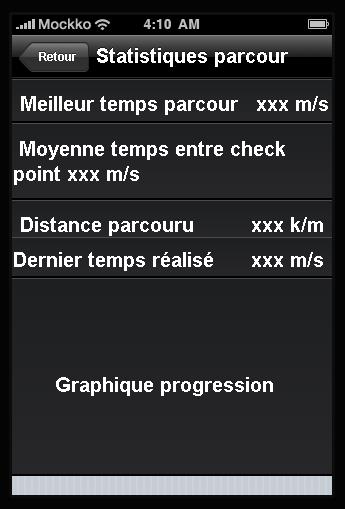 Mockko 4:10 AM
Retour Statistiques parcour
Meilleur temps parcour xxx m/s
Moyenne temps entre check
point xxx m/s
Distance parcouru xxx k/m
Dernier temps réalisé xxx m/s
Graphique progression